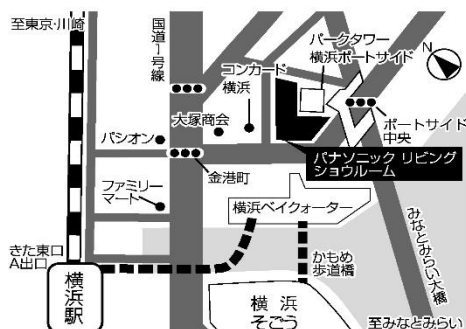 至東京・川崎
国道1号線
パークタワー
横浜ポートサイド
N
コンカード
横浜
大塚商会
パシオン
ポートサイド
中央
パナソニック リビング
ショウルーム
金港町
ファミリー
マート
横浜ベイクォーター
みなとみらい大橋
きた東口
A出口
かもめ
歩道橋
横浜駅
横浜
そごう
至みなとみらい